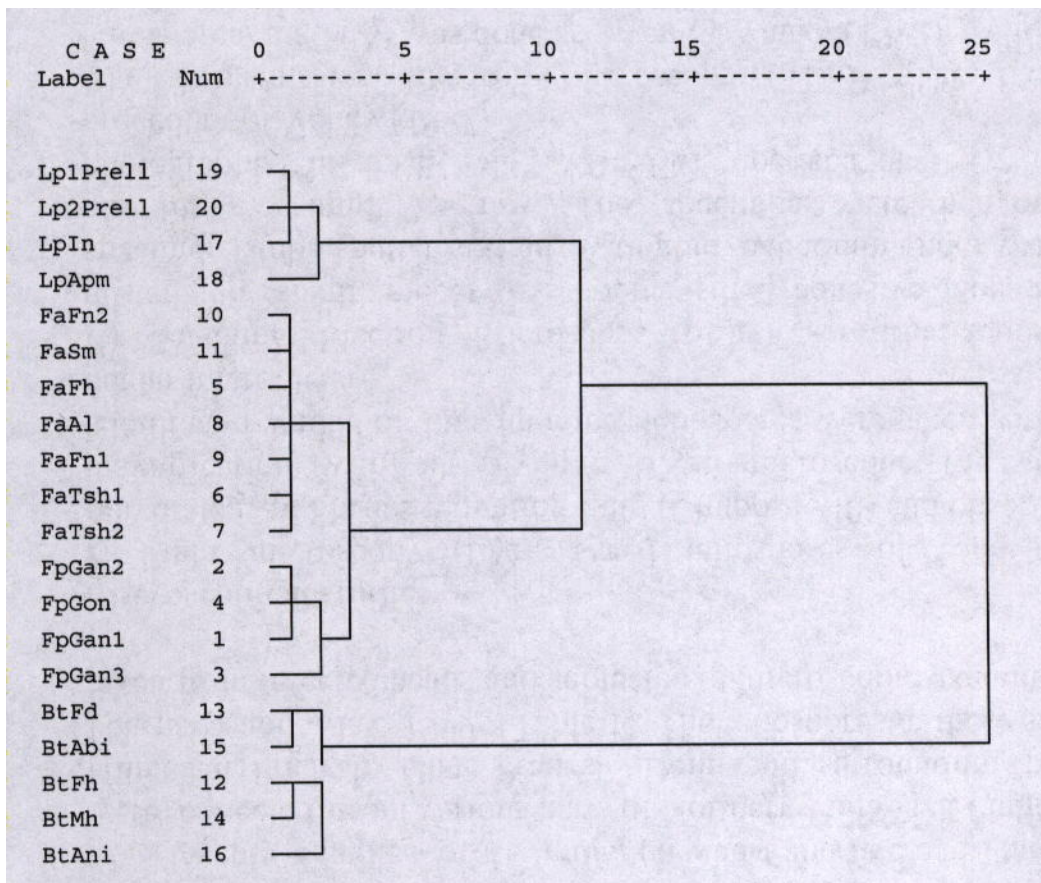 C A S E 0 5 10 15 20 25
Label Num +---------+---------+---------+---------+---------+
Lp1Prell 19
Lp2Prell 20
LpIn 17
LpApm 18
FaFn2 10
FaSm 11
FaFh 5
FaAl 8
FaFn1 9
FaTsh1 6
FaTsh2 7
FpGan2 2
FpGon 4
FpGan1 1
FpGan3 3
BtFd 13
BtAbi 15
BtFh 12
BtMh 14
BtAni 16